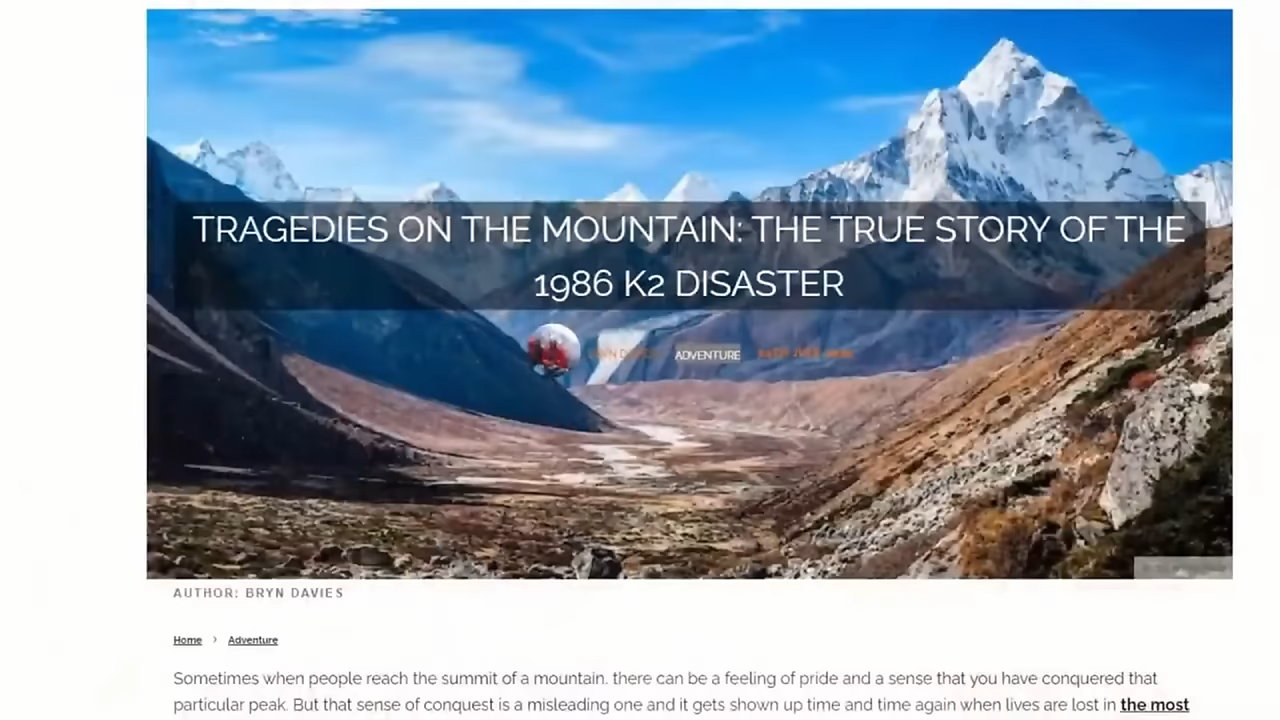 TRAGEDIES ON THE MOUNTAIN: THE TRUE STORY OF THE
1986 K2 DISASTER
ADVENTURE
AUTHOR: BRYN DAVIES
Home › Adventure
Sometimes when people reach the summit of a mountain. there can be a feeling of pride and a sense that you have conquered that
particular peak. But that sense of conquest is a misleading one and it gets shown up time and time again when lives are lost in the most